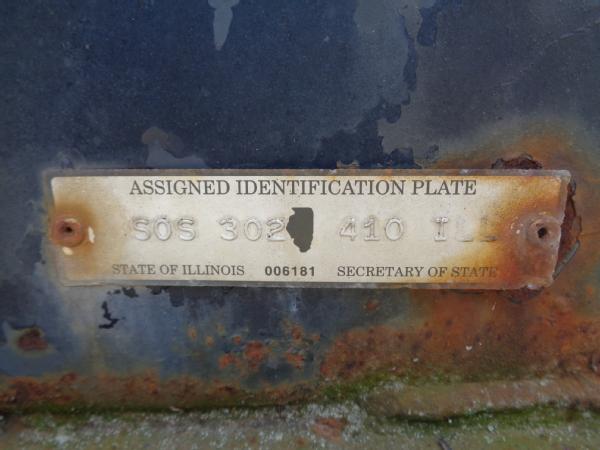 ASSIGNED IDENTIFICATION PLATE
SOS 302 410 ILL
STATE OF ILLINOIS 006181 SECRETARY OF STATE